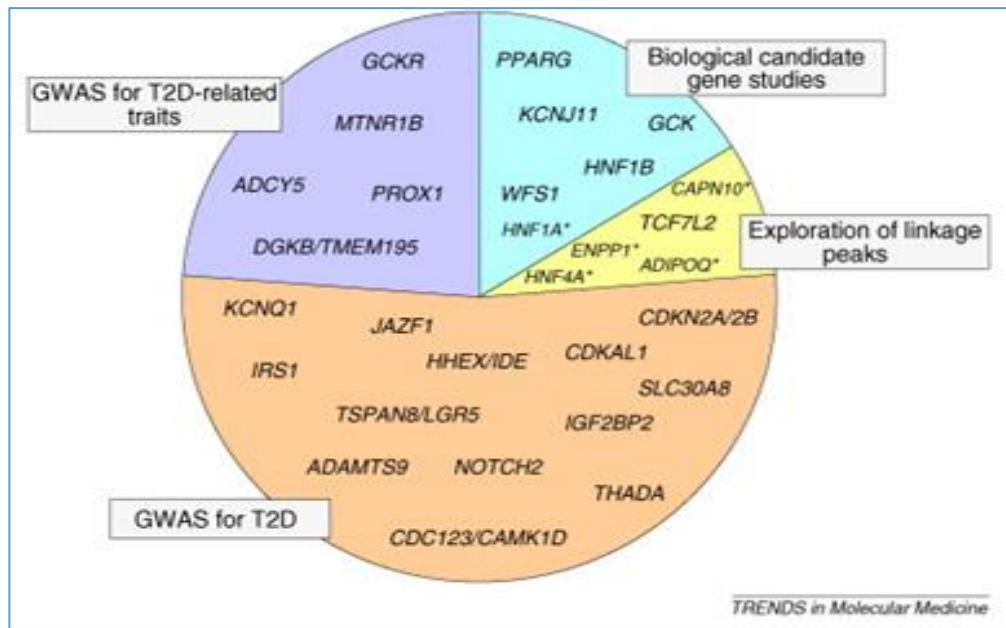 GWAS for T2D-related
traits
GCKR
MTNR1B
ADCY5
PROX1
DGKB/TMEM195
Biological candidate
gene studies
PPARG
KCNJ11
GCK
HNF1B
WFS1
HNF1A*
Exploration of linkage
peaks
CAPN10*
TCF7L2
ENPP1*
ADIPOQ*
HNF4A*
GWAS for T2D
KCNQ1
JAZF1
CDKN2A/2B
HHEX/IDE
CDKAL1
IRS1
SLC30A8
TSPAN8/LGR5
IGF2BP2
ADAMTS9
NOTCH2
THADA
CDC123/CAMK1D
TRENDS in Molecular Medicine